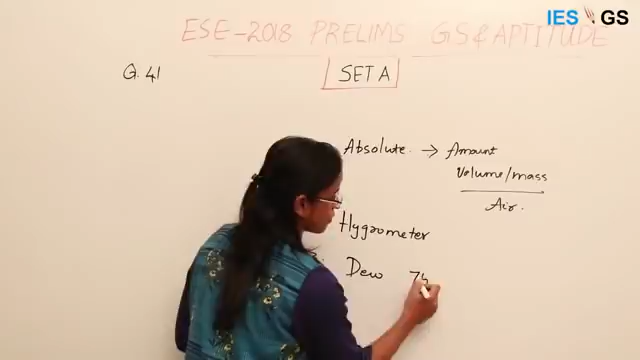 IES GS
ESE-2018 PRELIMS GS & APTITUDE
SET A
Q. 41
Absolute. → Amount
Volume/mass
Air.
Hygrometer
Dew